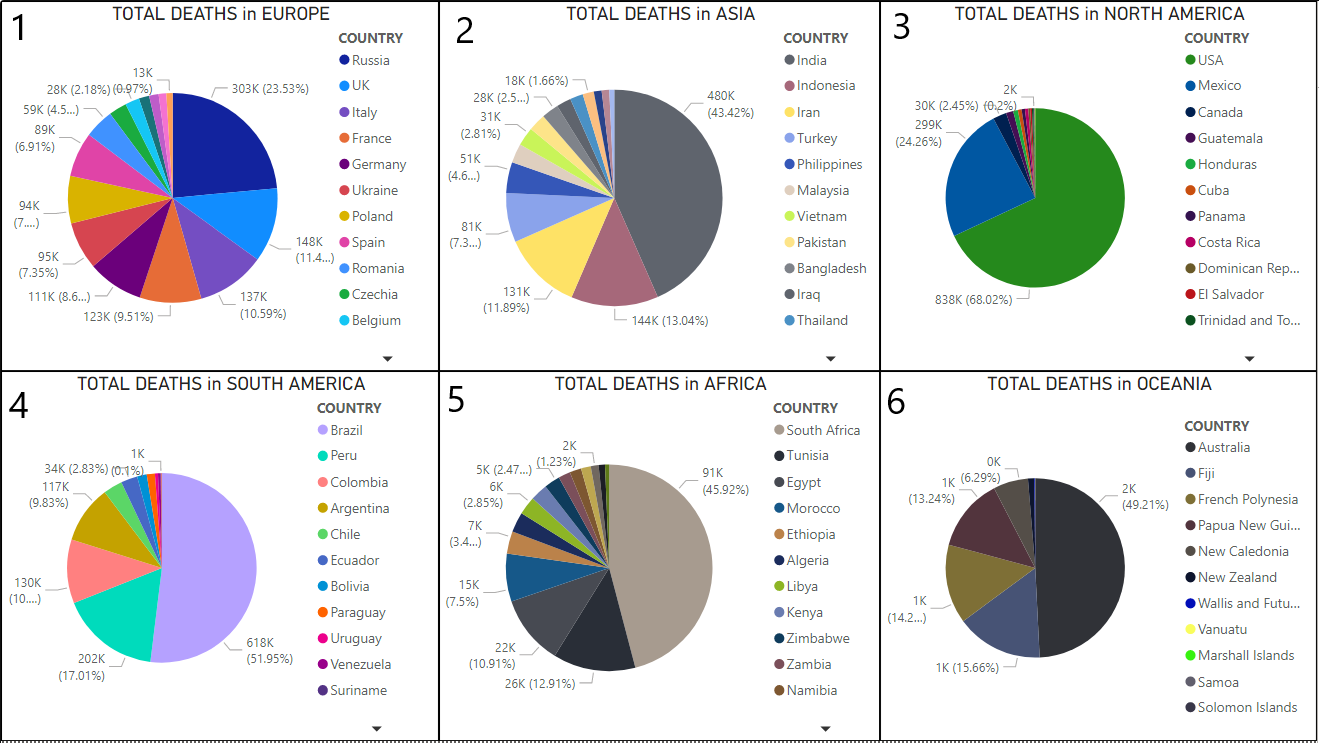 1
TOTAL DEATHS in EUROPE
13K
28K (2.18%)
(0.97%)
59K (4.5...)
89K
(6.91%)
94K
(7....)
95K
(7.35%)
111K (8.6...)
123K (9.51%)
137K
(10.59%)
148K
(11.4...)
303K (23.53%)
COUNTRY
Russia
UK
Italy
France
Germany
Ukraine
Poland
Spain
Romania
Czechia
Belgium
2
TOTAL DEATHS in ASIA
18K (1.66%)
28K (2.5...)
31K
(2.81%)
51K
(4.6...)
81K
(7.3...)
131K
(11.89%)
144K (13.04%)
480K
(43.42%)
COUNTRY
India
Indonesia
Iran
Turkey
Philippines
Malaysia
Vietnam
Pakistan
Bangladesh
Iraq
Thailand
3
TOTAL DEATHS in NORTH AMERICA
2K
30K (2.45%)
(0.2%)
299K
(24.26%)
838K (68.02%)
COUNTRY
USA
Mexico
Canada
Guatemala
Honduras
Cuba
Panama
Costa Rica
Dominican Rep...
El Salvador
Trinidad and To...
4
TOTAL DEATHS in SOUTH AMERICA
1K
34K (2.83%)
(0.1%)
117K
(9.83%)
130K
(10....)
202K
(17.01%)
618K
(51.95%)
COUNTRY
Brazil
Peru
Colombia
Argentina
Chile
Ecuador
Bolivia
Paraguay
Uruguay
Venezuela
Suriname
5
TOTAL DEATHS in AFRICA
2K
(1.23%)
5K (2.47...)
6K
(2.85%)
7K
(3.4...)
15K
(7.5%)
22K
(10.91%)
26K (12.91%)
91K
(45.92%)
COUNTRY
South Africa
Tunisia
Egypt
Morocco
Ethiopia
Algeria
Libya
Kenya
Zimbabwe
Zambia
Namibia
6
TOTAL DEATHS in OCEANIA
0K
(6.29%)
1K
(13.24%)
1K
(14.2...)
1K (15.66%)
2K
(49.21%)
COUNTRY
Australia
Fiji
French Polynesia
Papua New Gui...
New Caledonia
New Zealand
Wallis and Futu...
Vanuatu
Marshall Islands
Samoa
Solomon Islands